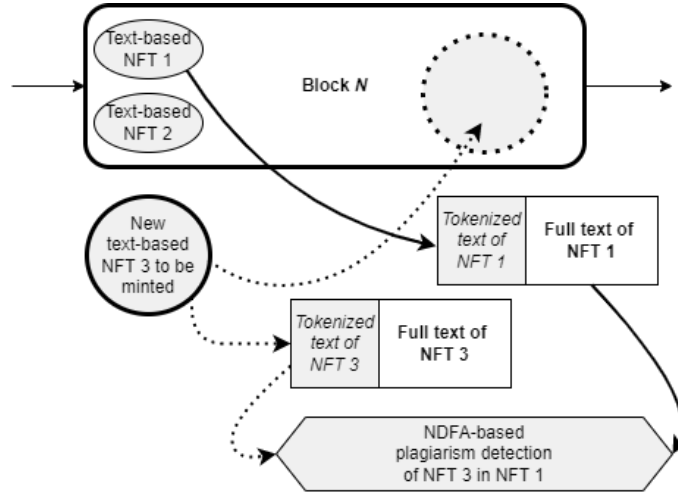 Text-based
NFT 1
Block N
Text-based
NFT 2
New
text-based
NFT 3 to be
minted
Tokenized
text of
NFT 1
Full text of
NFT 1
Tokenized
text of
NFT 3
Full text of
NFT 3
NDFA-based
plagiarism detection
of NFT 3 in NFT 1